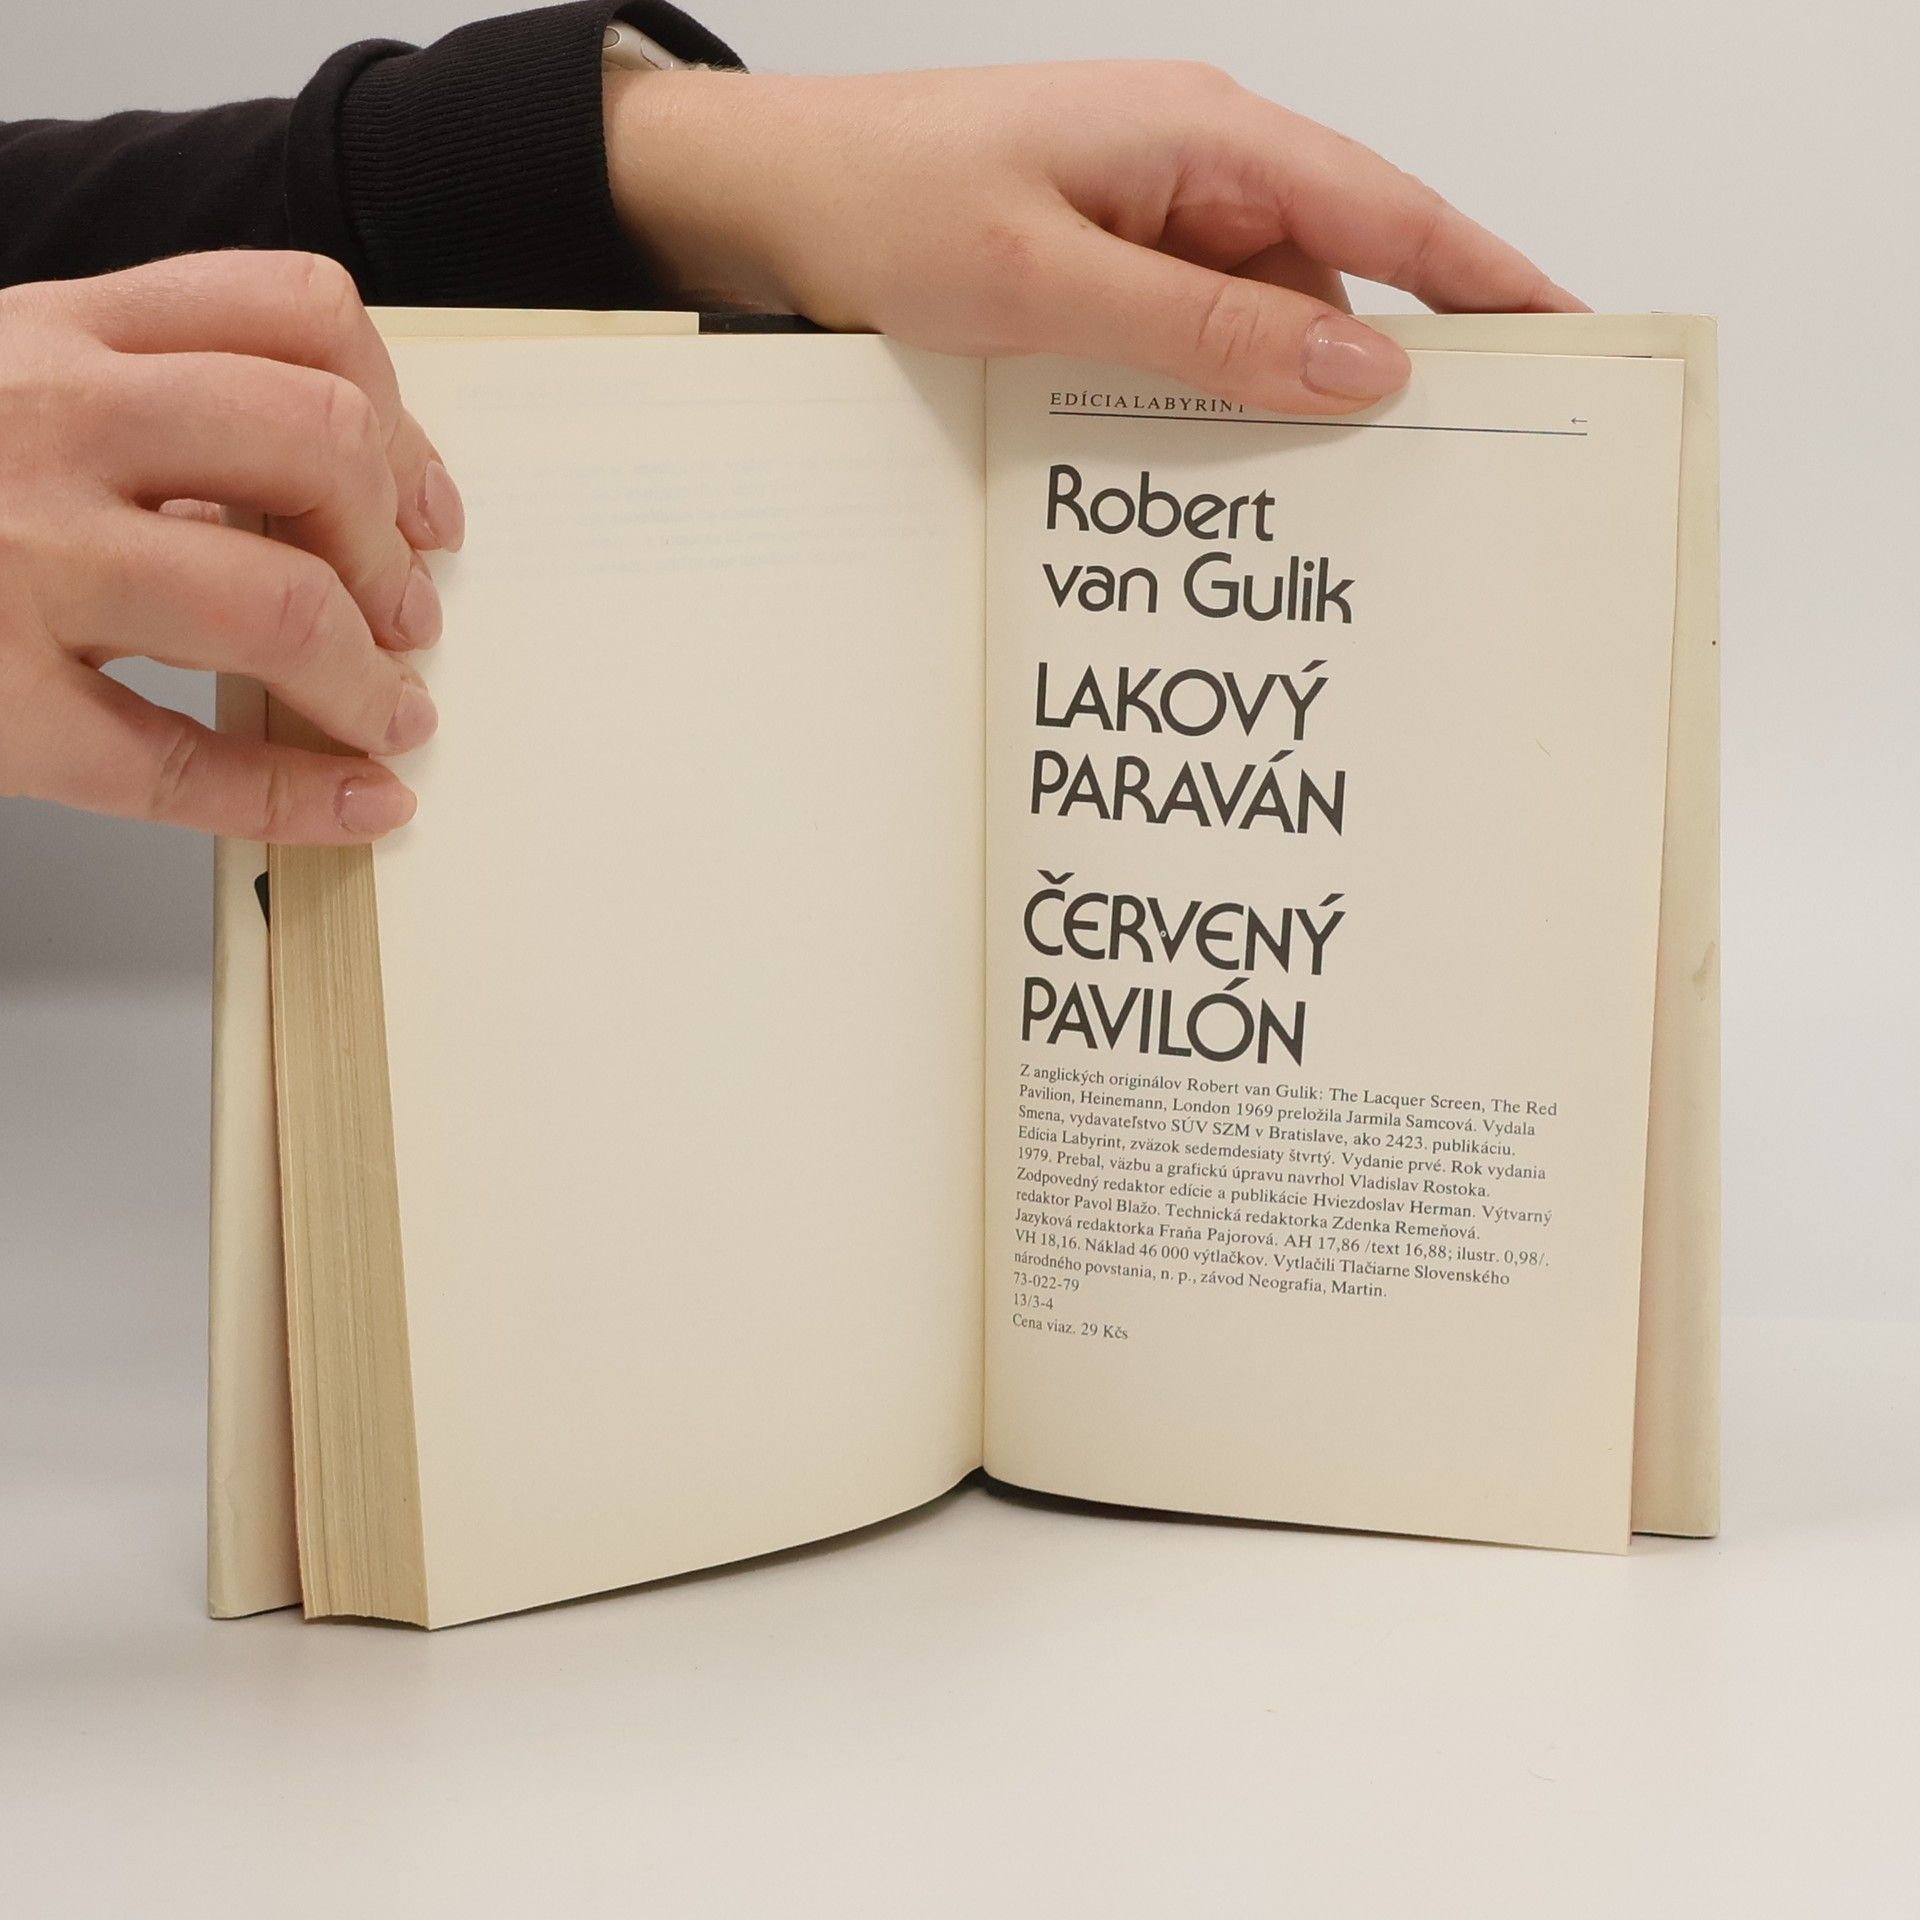 EDÍCIA LABYRINT
←
Robert
van Gulik
LAKOVÝ
PARAVÁN
ČERVENÝ
PAVILÓN
Z anglických originálov Robert van Gulik: The Lacquer Screen, The Red
Pavilion, Heinemann, London 1969 preložila Jarmila Samcová. Vydala
Smena, vydavateľstvo SÚV SZM v Bratislave, ako 2423. publikáciu.
Edícia Labyrint, zväzok sedemdesiaty štvrtý. Vydanie prvé. Rok vydania
1979. Prebal, väzbu a grafickú úpravu navrhol Vladislav Rostoka.
Zodpovedný redaktor edície a publikácie Hviezdoslav Herman. Výtvarný
redaktor Pavol Blažo. Technická redaktorka Zdenka Remeňová.
Jazyková redaktorka Fraňa Pajorová. AH 17,86 /text 16,88; ilustr. 0,98/.
VH 18,16. Náklad 46 000 výtlačkov. Vytlačili Tlačiarne Slovenského
národného povstania, n. p., závod Neografia, Martin.
73-022-79
13/3-4
Cena viaz. 29 Kčs